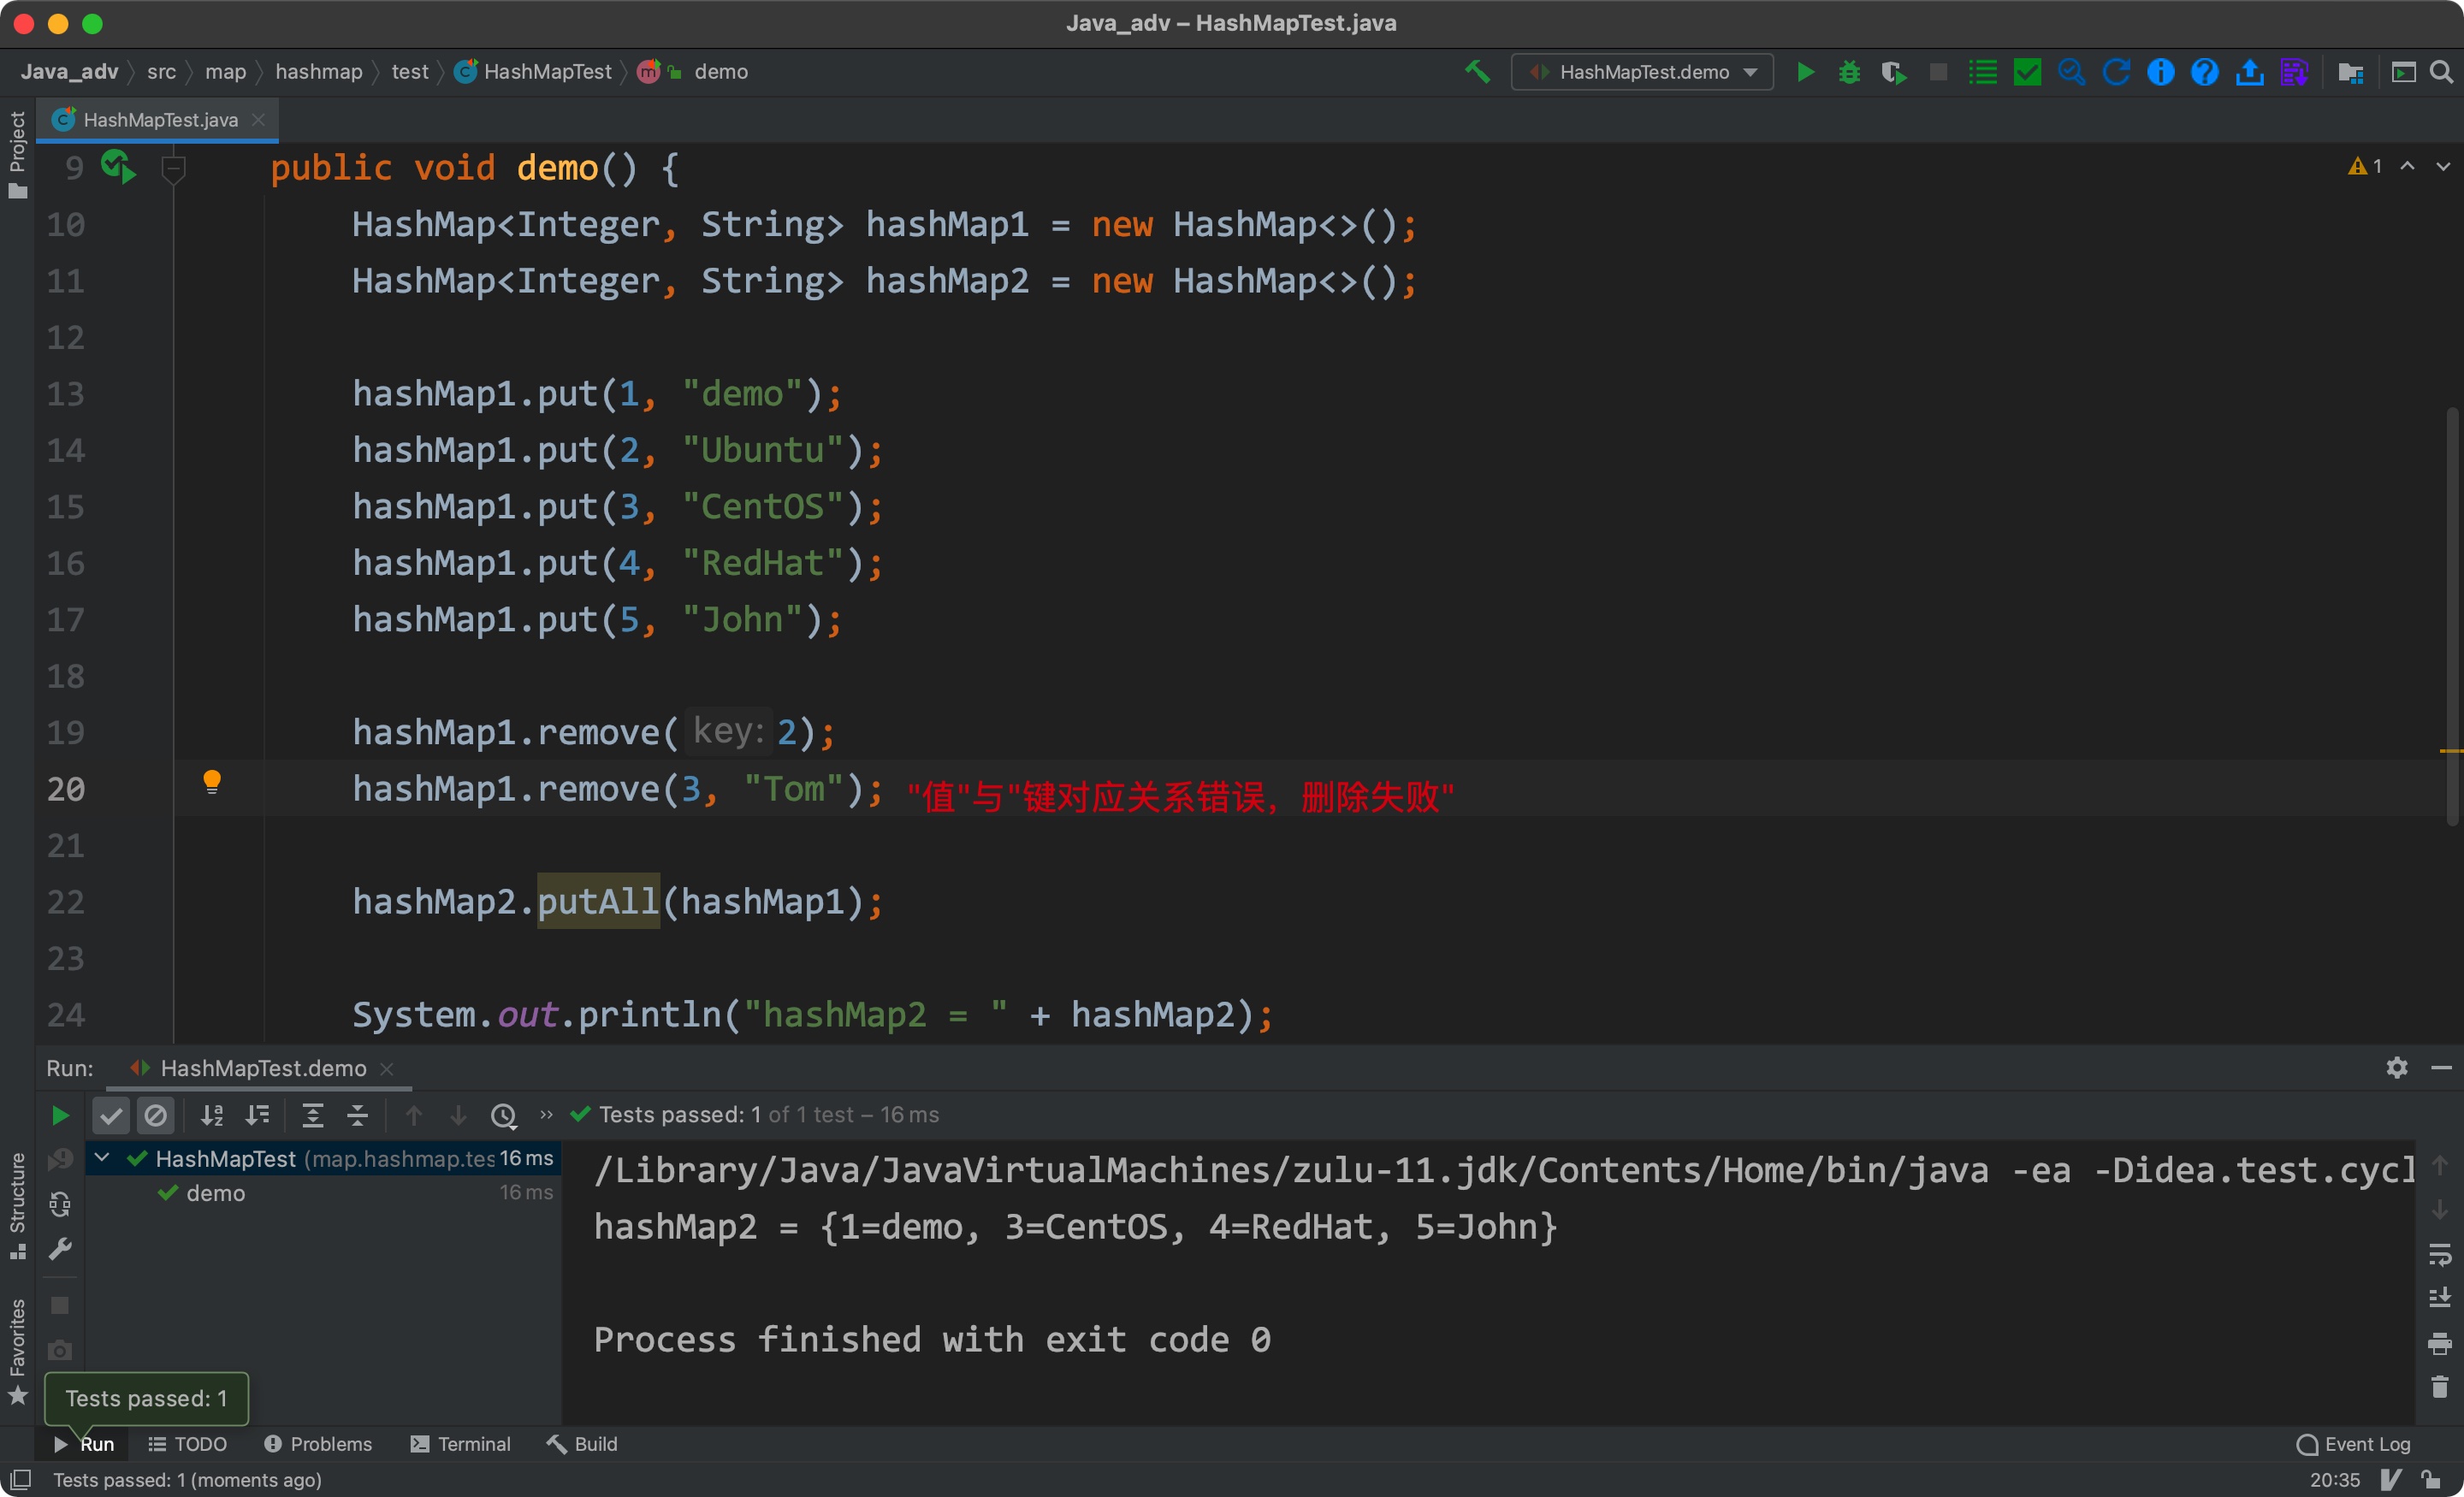 Java_adv – HashMapTest.java
Java_adv src map hashmap test HashMapTest demo HashMapTest.demo
Project
HashMapTest.java
9 public void demo() { 1
10 HashMap<Integer, String> hashMap1 = new HashMap<>();
11 HashMap<Integer, String> hashMap2 = new HashMap<>();
12
13 hashMap1.put(1, "demo");
14 hashMap1.put(2, "Ubuntu");
15 hashMap1.put(3, "CentOS");
16 hashMap1.put(4, "RedHat");
17 hashMap1.put(5, "John");
18
19 hashMap1.remove( key: 2);
20 hashMap1.remove(3, "Tom"); "值"与"键对应关系错误，删除失败"
21
22 hashMap2.putAll(hashMap1);
23
24 System.out.println("hashMap2 = " + hashMap2);
Run: HashMapTest.demo
Tests passed: 1 of 1 test – 16 ms
HashMapTest (map.hashmap.tes 16 ms
demo 16 ms
/Library/Java/JavaVirtualMachines/zulu-11.jdk/Contents/Home/bin/java -ea -Didea.test.cycl
hashMap2 = {1=demo, 3=CentOS, 4=RedHat, 5=John}
Process finished with exit code 0
Structure
Favorites
Tests passed: 1
Run TODO Problems Terminal Build Event Log
Tests passed: 1 (moments ago) 20:35